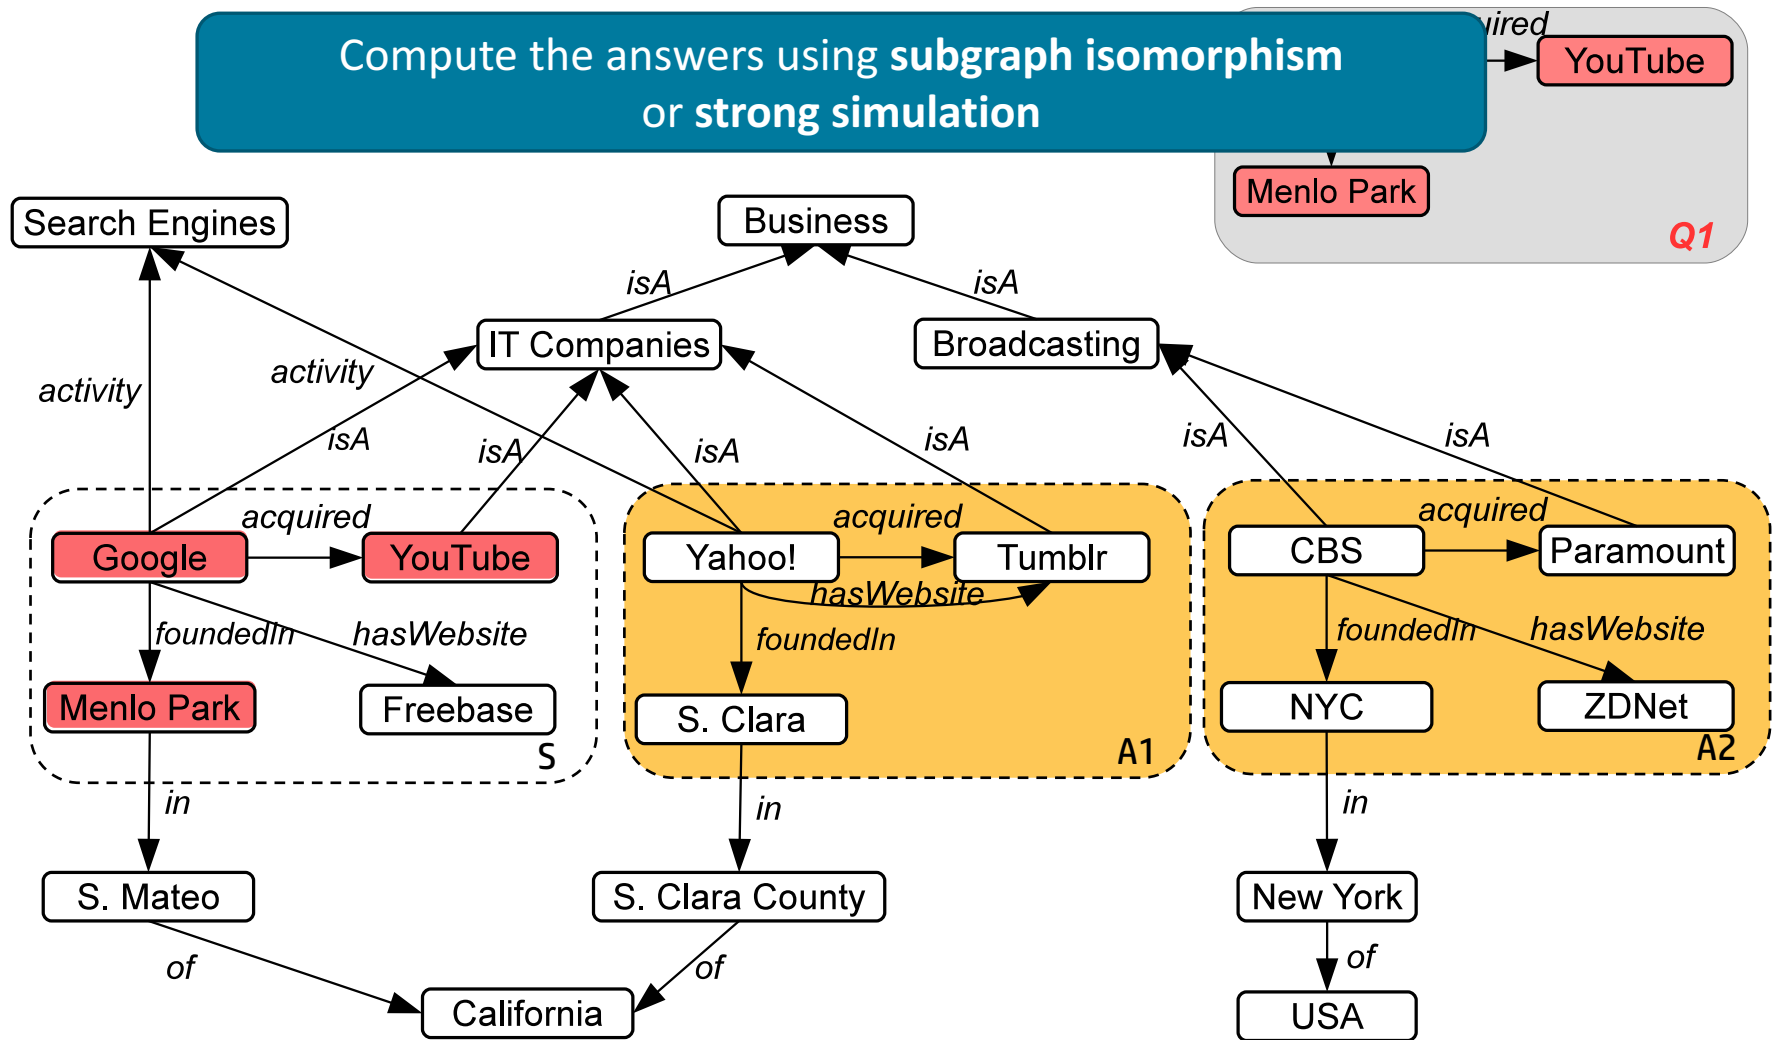 Compute the answers using subgraph isomorphism
or strong simulation
YouTube
Menlo Park
Q1
Search Engines
Business
isA
isA
IT Companies
Broadcasting
activity
activity
isA
isA
isA
isA
isA
isA
acquired
acquired
acquired
Google
YouTube
Yahoo!
Tumblr
CBS
Paramount
hasWebsite
foundedIn
hasWebsite
foundedIn
foundedIn
hasWebsite
Menlo Park
Freebase
S. Clara
NYC
ZDNet
S
A1
A2
in
in
in
S. Mateo
S. Clara County
New York
of
of
of
California
USA